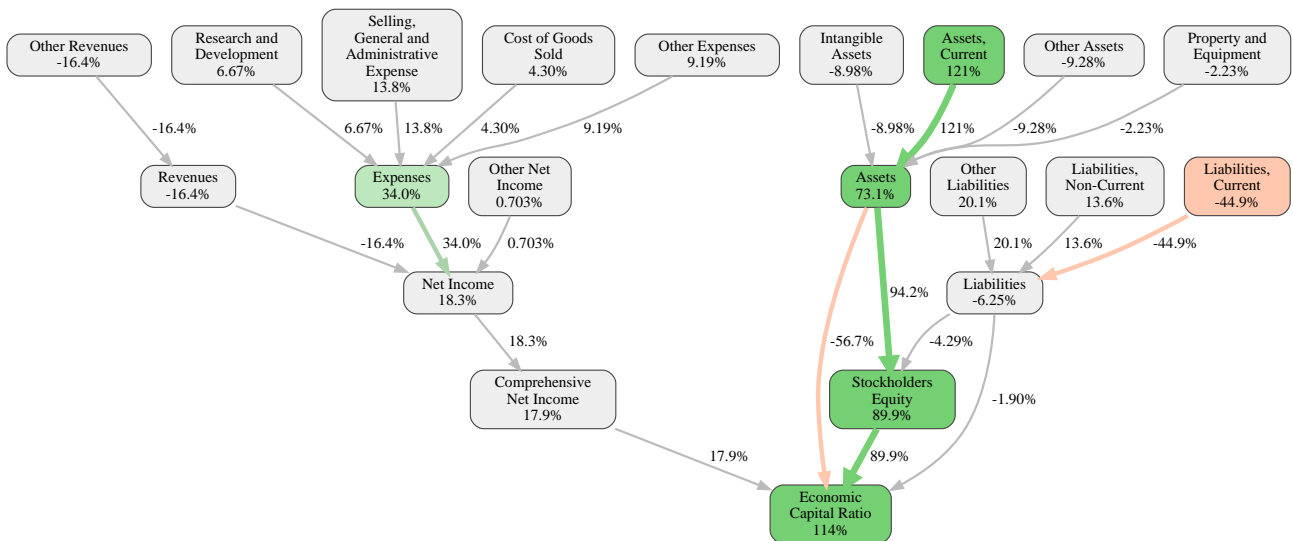 Other Revenues
-16.4%
Research and
Development
6.67%
Selling,
General and
Administrative
Expense
13.8%
Cost of Goods
Sold
4.30%
Other Expenses
9.19%
Intangible
Assets
-8.98%
Assets,
Current
121%
Other Assets
-9.28%
Property and
Equipment
-2.23%
-16.4%
6.67%
13.8%
4.30%
9.19%
-8.98%
121%
-9.28%
-2.23%
Revenues
-16.4%
Expenses
34.0%
Other Net
Income
0.703%
Assets
73.1%
Other
Liabilities
20.1%
Liabilities,
Non-Current
13.6%
Liabilities,
Current
-44.9%
-16.4%
34.0%
0.703%
20.1%
13.6%
-44.9%
Net Income
18.3%
94.2%
Liabilities
-6.25%
18.3%
-56.7%
-4.29%
Comprehensive
Net Income
17.9%
Stockholders
Equity
89.9%
-1.90%
17.9%
89.9%
Economic
Capital Ratio
114%